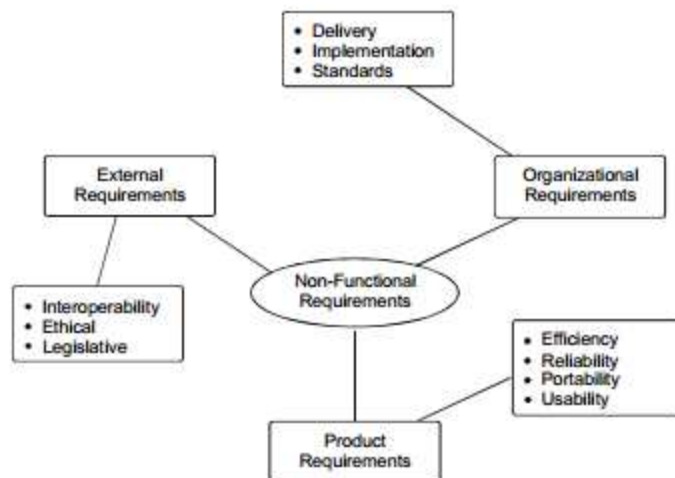 • Delivery
• Implementation
• Standards
External
Requirements
Organizational
Requirements
Non-Functional
Requirements
• Interoperability
• Ethical
• Legislative
• Efficiency
• Reliability
• Portability
• Usability
Product
Requirements